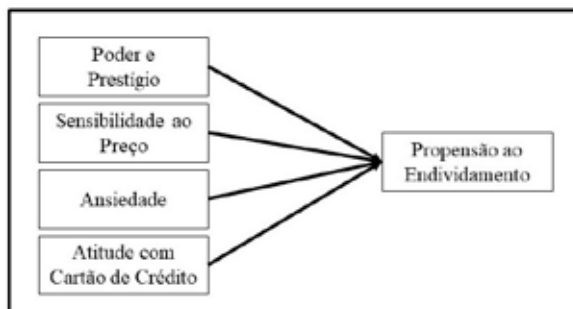 Poder e
Prestígio
Sensibilidade ao
Preço
Ansiedade
Atitude com
Cartão de Crédito
Propensão ao
Endividamento